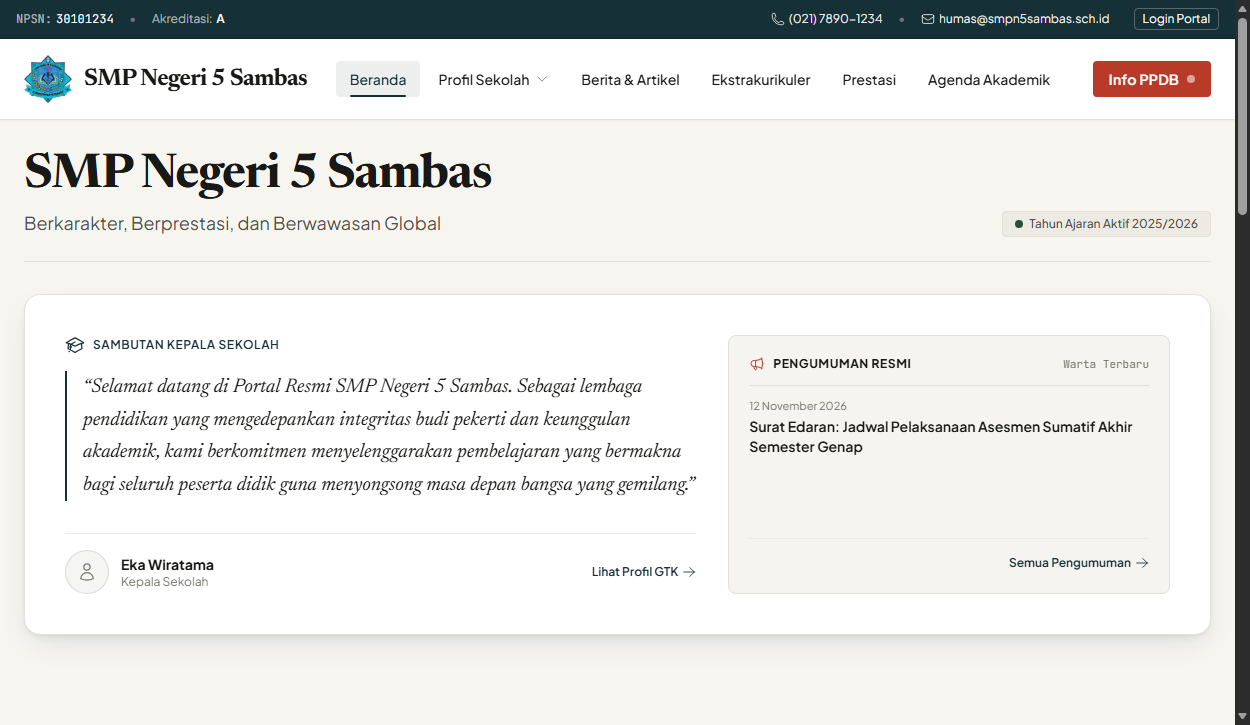 NPSN: 30101234 • Akreditasi: A
(021) 7890-1234 • humas@smpn5sambas.sch.id
Login Portal
SMP Negeri 5 Sambas
Beranda
Profil Sekolah
Berita & Artikel
Ekstrakurikuler
Prestasi
Agenda Akademik
Info PPDB
SMP Negeri 5 Sambas
Berkarakter, Berprestasi, dan Berwawasan Global
Tahun Ajaran Aktif 2025/2026
SAMBUTAN KEPALA SEKOLAH
“Selamat datang di Portal Resmi SMP Negeri 5 Sambas. Sebagai lembaga
pendidikan yang mengedepankan integritas budi pekerti dan keunggulan
akademik, kami berkomitmen menyelenggarakan pembelajaran yang bermakna
bagi seluruh peserta didik guna menyongsong masa depan bangsa yang gemilang.”
Eka Wiratama
Kepala Sekolah
Lihat Profil GTK →
PENGUMUMAN RESMI
Warta Terbaru
12 November 2026
Surat Edaran: Jadwal Pelaksanaan Asesmen Sumatif Akhir
Semester Genap
Semua Pengumuman →